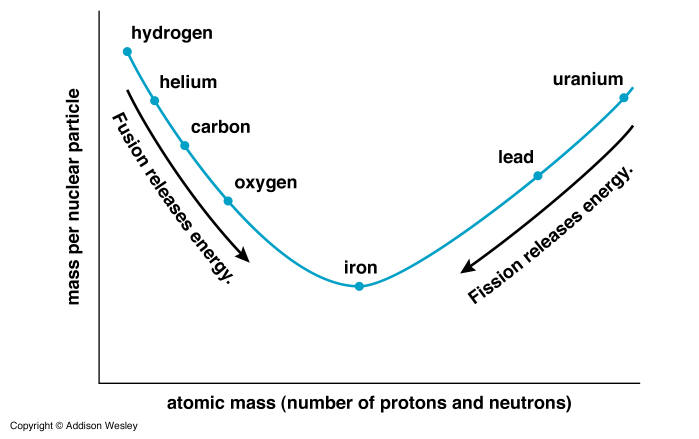 hydrogen
helium
carbon
oxygen
iron
lead
uranium
Fusion releases energy.
Fission releases energy.
mass per nuclear particle
atomic mass (number of protons and neutrons)
Copyright © Addison Wesley